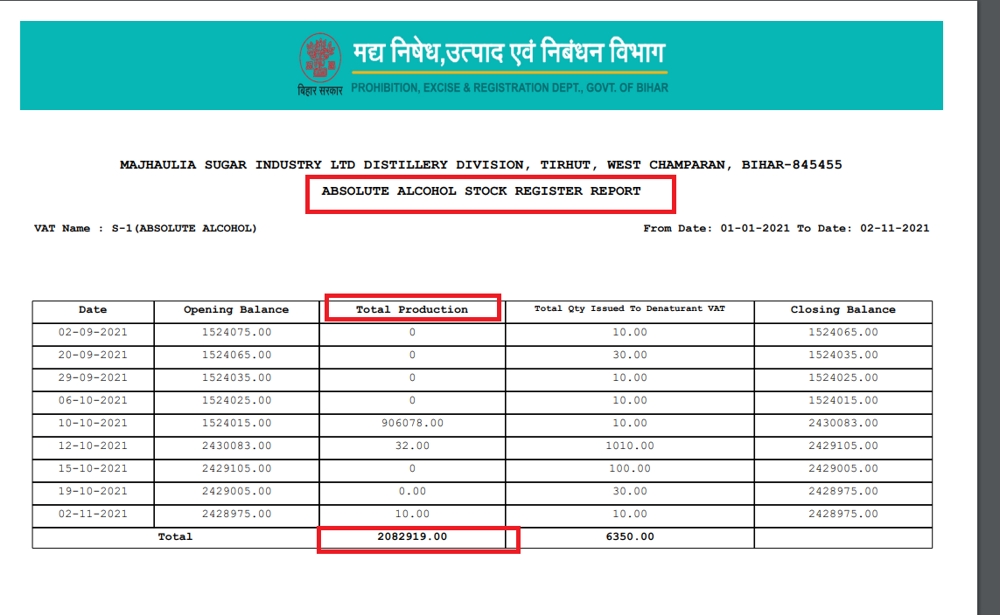 मद्य निषेध,उत्पाद एवं निबंधन विभाग
बिहार सरकार PROHIBITION, EXCISE & REGISTRATION DEPT., GOVT. OF BIHAR
MAJHAULIA SUGAR INDUSTRY LTD DISTILLERY DIVISION, TIRHUT, WEST CHAMPARAN, BIHAR-845455
ABSOLUTE ALCOHOL STOCK REGISTER REPORT
VAT Name : S-1(ABSOLUTE ALCOHOL) From Date: 01-01-2021 To Date: 02-11-2021
Date Opening Balance Total Production Total Qty Issued To Denaturant VAT Closing Balance
02-09-2021 1524075.00 0 10.00 1524065.00
20-09-2021 1524065.00 0 30.00 1524035.00
29-09-2021 1524035.00 0 10.00 1524025.00
06-10-2021 1524025.00 0 10.00 1524015.00
10-10-2021 1524015.00 906078.00 10.00 2430083.00
12-10-2021 2430083.00 32.00 1010.00 2429105.00
15-10-2021 2429105.00 0 100.00 2429005.00
19-10-2021 2429005.00 0.00 30.00 2428975.00
02-11-2021 2428975.00 10.00 10.00 2428975.00
Total 2082919.00 6350.00